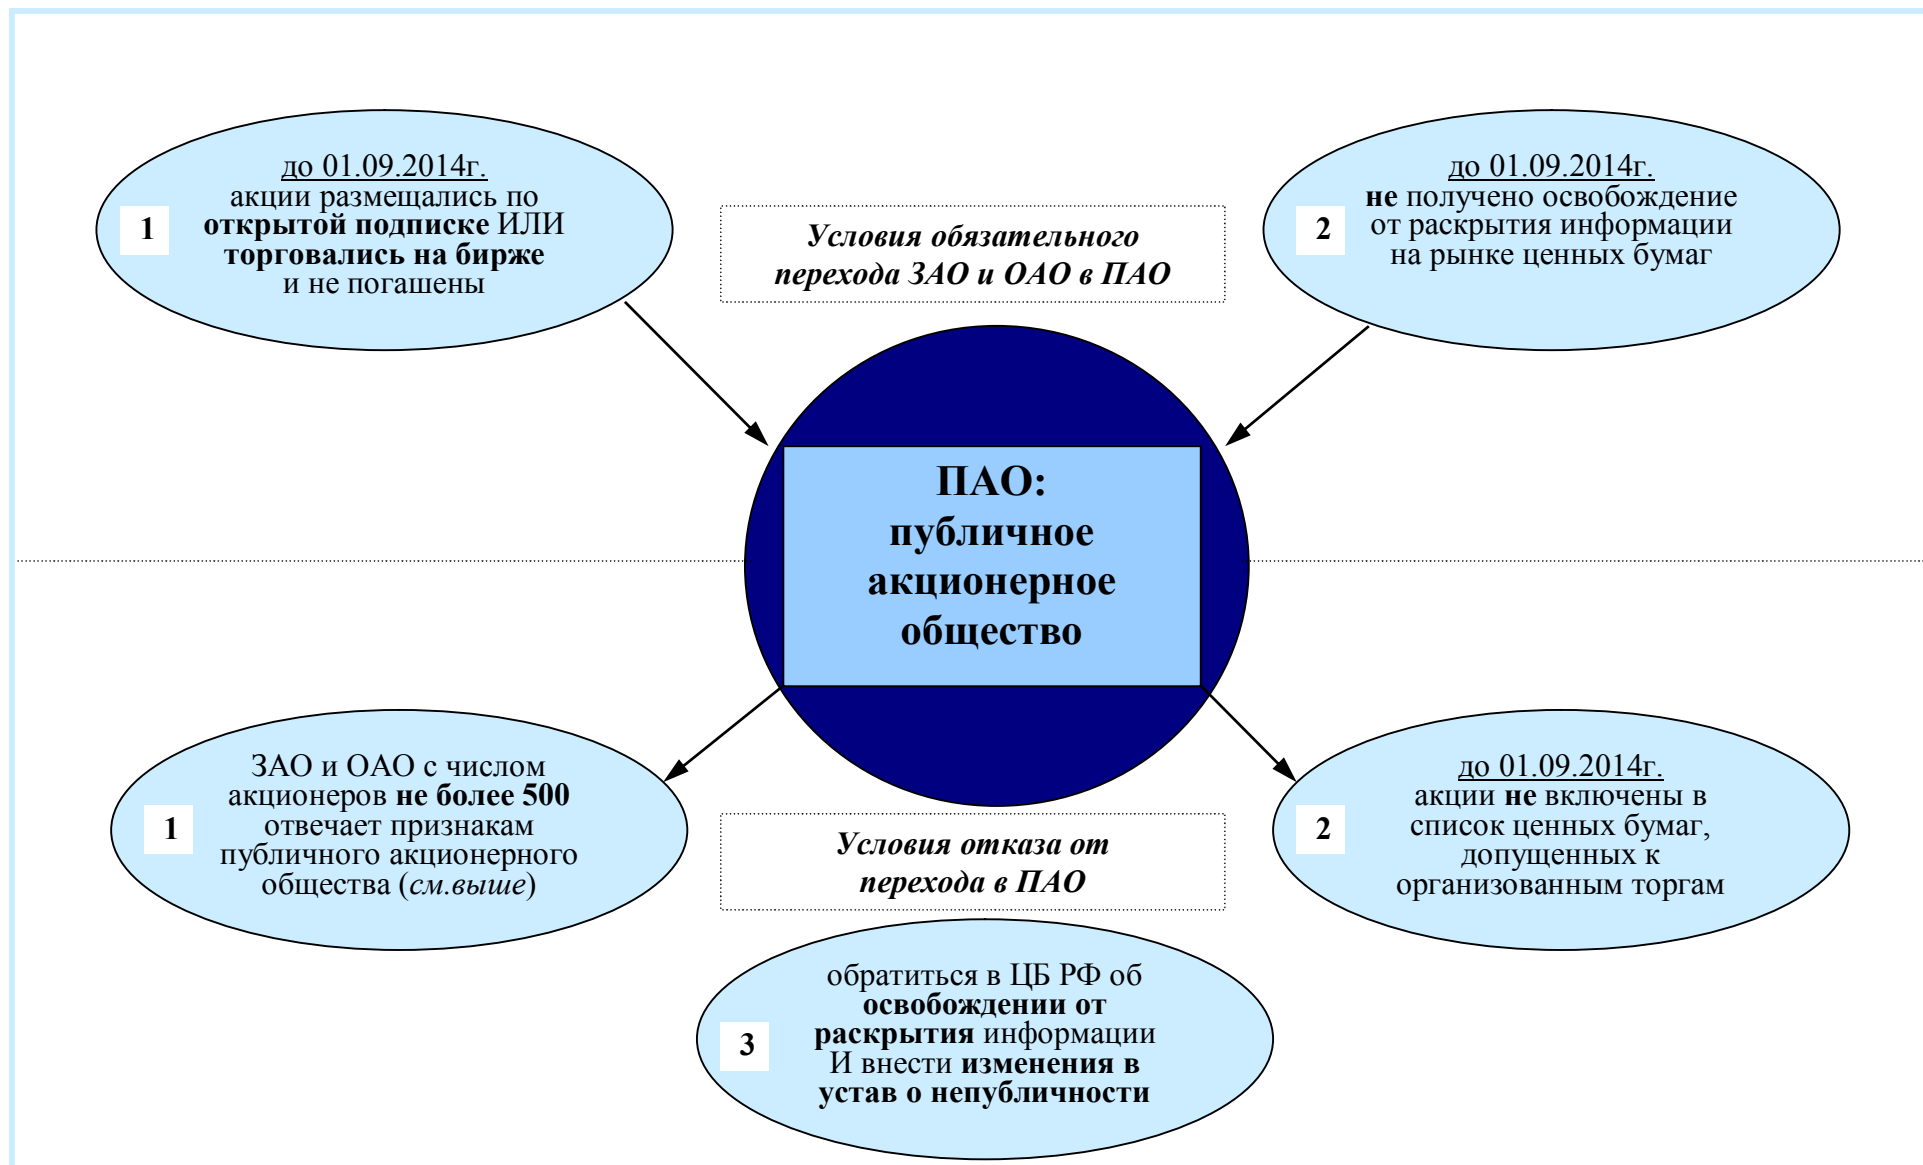 до 01.09.2014г.
акции размещались по
1 открытой подписке ИЛИ
торговались на бирже
и не погашены
Условия обязательного
перехода ЗАО и ОАО в ПАО
до 01.09.2014г.
не получено освобождение
2 от раскрытия информации
на рынке ценных бумаг
ПАО:
публичное
акционерное
общество
ЗАО и ОАО с числом
акционеров не более 500
1 отвечает признакам
публичного акционерного
общества (см.выше)
Условия отказа от
перехода в ПАО
до 01.09.2014г.
акции не включены в
2 список ценных бумаг,
допущенных к
организованным торгам
обратиться в ЦБ РФ об
освобождении от
3 раскрытия информации
И внести изменения в
устав о непубличности